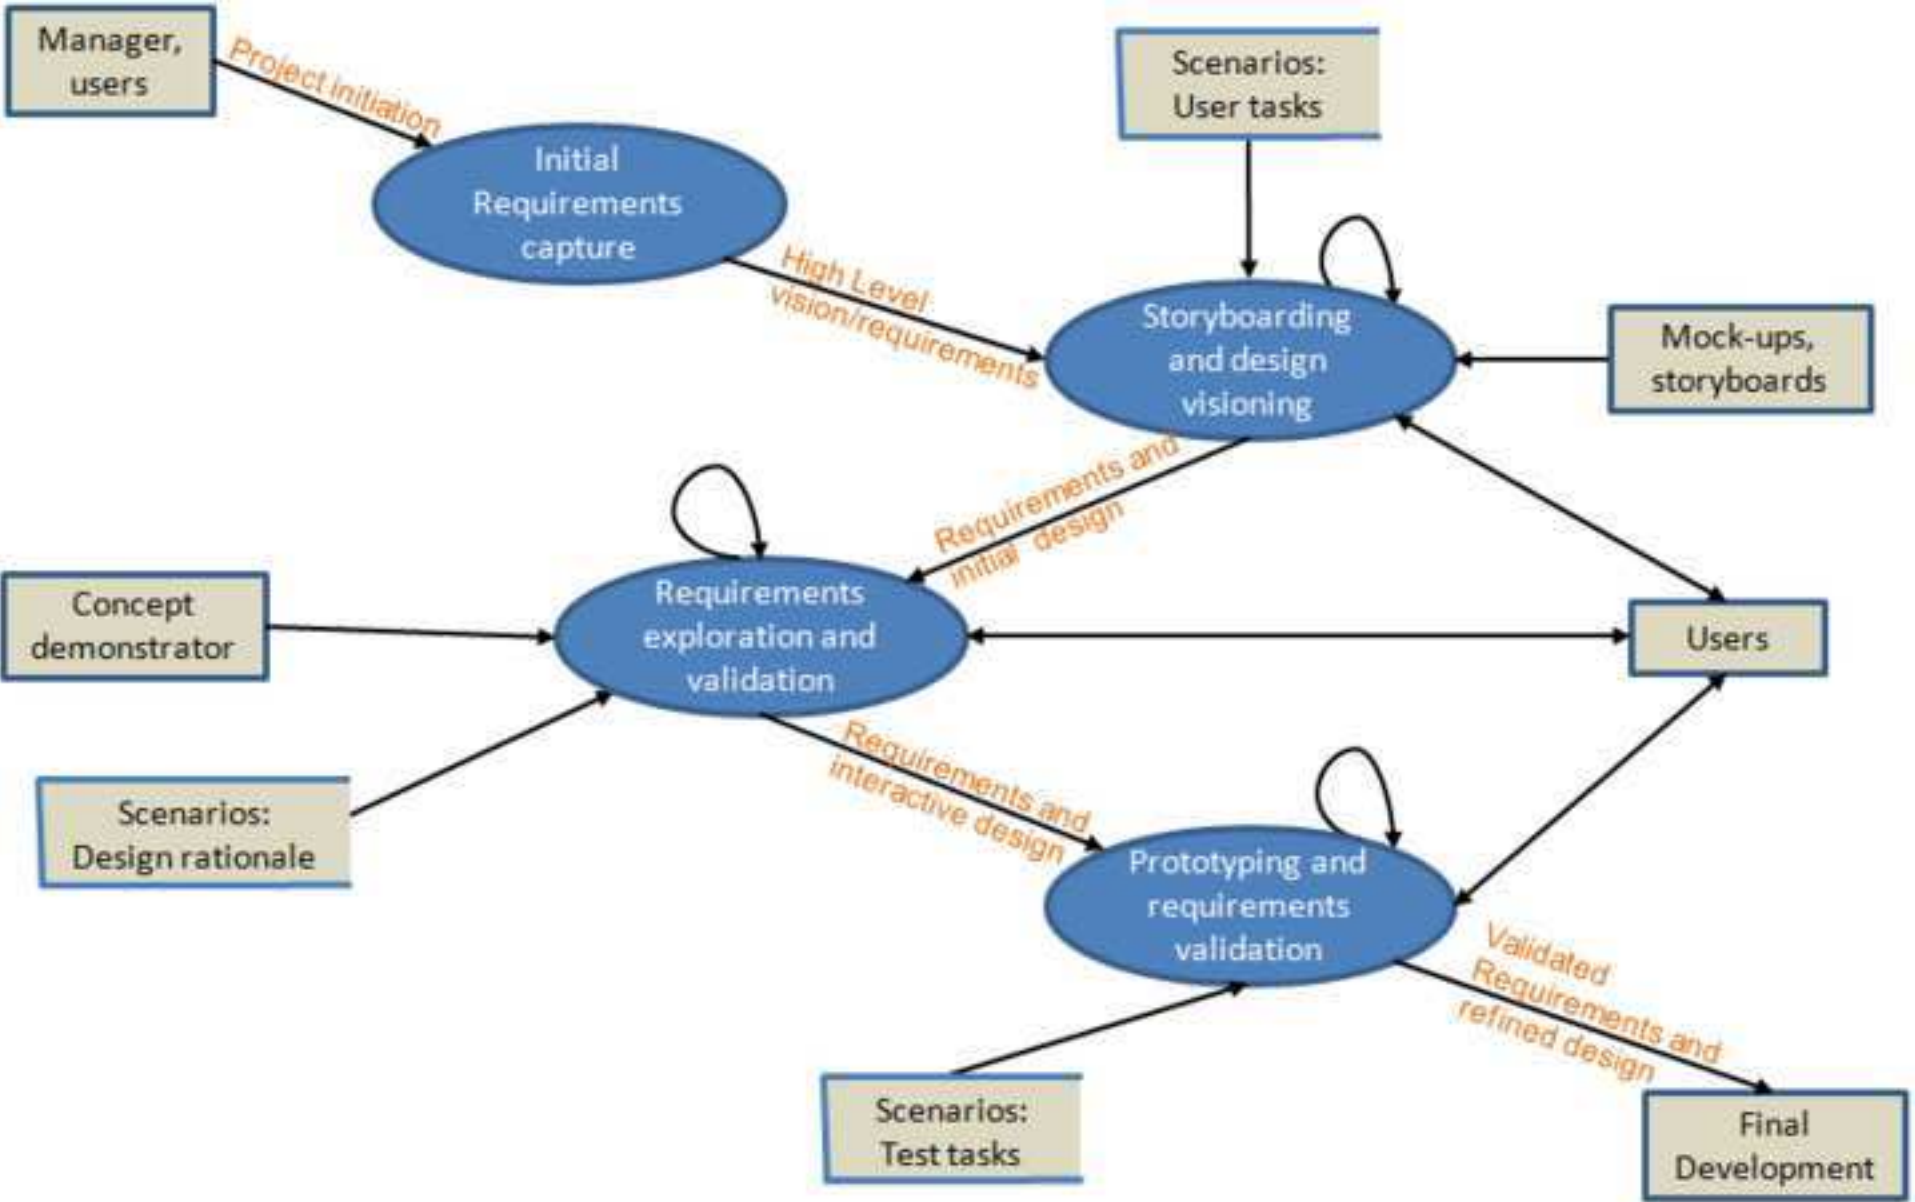 Manager,
users
Project initiation
Initial
Requirements
capture
Scenarios:
User tasks
High Level
vision/requirements
Storyboarding
and design
visioning
Mock-ups,
storyboards
Requirements and
initial design
Concept
demonstrator
Requirements
exploration and
validation
Users
Scenarios:
Design rationale
Requirements and
interactive design
Prototyping and
requirements
validation
Validated
Requirements and
refined design
Scenarios:
Test tasks
Final
Development